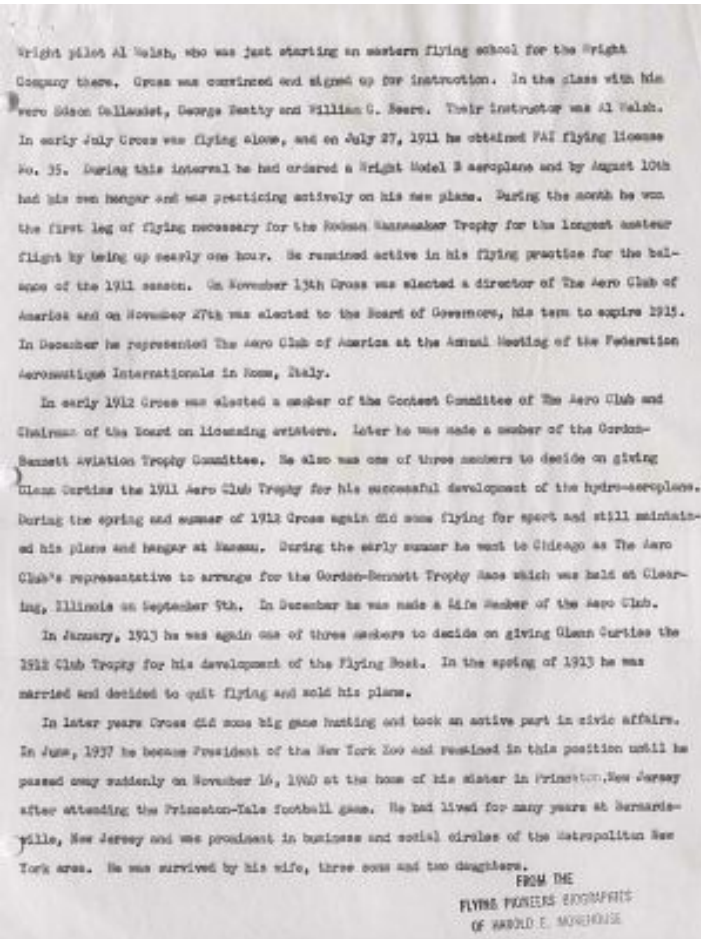 Wright pilot Al Welsh, who was just starting an eastern flying school for the Wright
Company there. Gross was convinced and signed up for instruction. In the class with him
were Edson Gallaudet, George Beatty and William C. Beers. Their instructor was Al Welsh.
In early July Gross was flying alone, and on July 27, 1911 he obtained FAI flying license
No. 35. During this interval he had ordered a Wright Model B aeroplane and by August 10th
had his own hangar and was practicing actively on his new plane. During the month he won
the first leg of flying necessary for the Rodman Wannemaker Trophy for the longest amateur
flight by being up nearly one hour. He remained active in his flying practice for the bal-
ance of the 1911 season. On November 13th Gross was elected a director of The Aero Club of
America and on November 27th was elected to the Board of Governors, his term to expire 1915.
In December he represented The Aero Club of America at the Annual Meeting of the Federation
Aeronautique Internationale in Rome, Italy.
In early 1912 Gross was elected a member of the Contest Committee of The Aero Club and
Chairman of the Board on licensing aviators. Later he was made a member of the Gordon-
Bennett Aviation Trophy Committee. He also was one of three members to decide on giving
Glenn Curtiss the 1911 Aero Club Trophy for his successful development of the hydro-aeroplane.
During the spring and summer of 1912 Gross again did some flying for sport and still maintain-
ed his plane and hangar at Nassau. During the early summer he went to Chicago as The Aero
Club's representative to arrange for the Gordon-Bennett Trophy Race which was held at Clear-
ing, Illinois on September 9th. In December he was made a Life Member of the Aero Club.
In January, 1913 he was again one of three members to decide on giving Glenn Curtiss the
1912 Club Trophy for his development of the Flying Boat. In the spring of 1913 he was
married and decided to quit flying and sold his plane.
In later years Gross did some big game hunting and took an active part in civic affairs.
In June, 1937 he became President of the New York Zoo and remained in this position until he
passed away suddenly on November 16, 1940 at the home of his sister in Princeton, New Jersey
after attending the Princeton-Yale football game. He had lived for many years at Bernards-
ville, New Jersey and was prominent in business and social circles of the Metropolitan New
York area. He was survived by his wife, three sons and two daughters.
FROM THE
FLYING PIONEERS BIOGRAPHIES
OF HAROLD E. MOREHOUSE